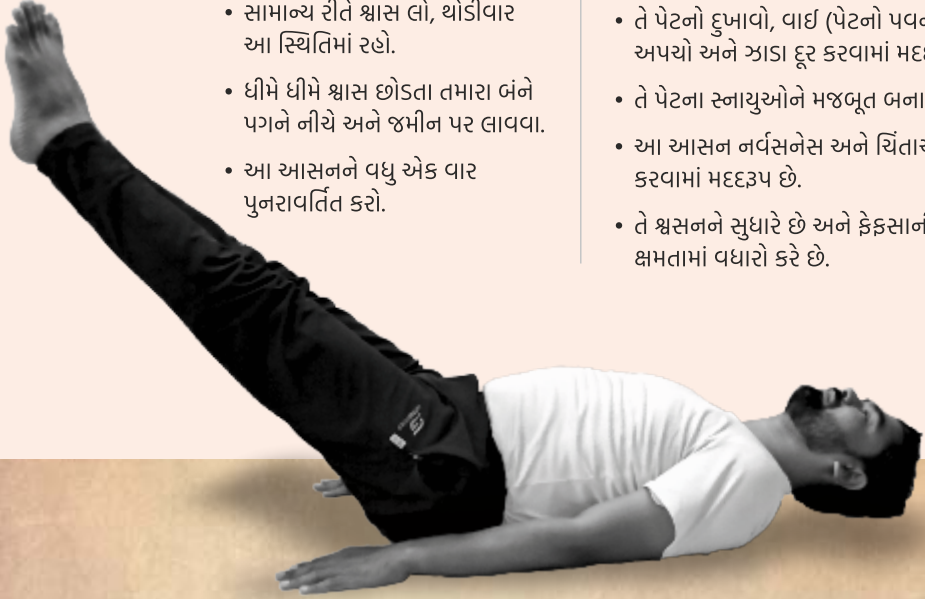 • સામાન્ય રીતે શ્વાસ લો, થોડીવાર
આ સ્થિતિમાં રહો.
• ધીમે ધીમે શ્વાસ છોડતા તમારા બંને
પગને નીચે અને જમીન પર લાવવા.
• આ આસનને વધુ એક વાર
પુનરાવર્તિત કરો.
• તે પેટનો દુખાવો, વાઈ (પેટનો
અપચો અને ઝાડા દૂર કરવામાં
• તે પેટના સ્નાયુઓને મજબૂત
• આ આસન નર્વસનેસ અને
કરવામાં મદદરૂપ છે.
• તે શ્વસનને સુધારે છે અને
ક્ષમતામાં વધારો કરે છે.